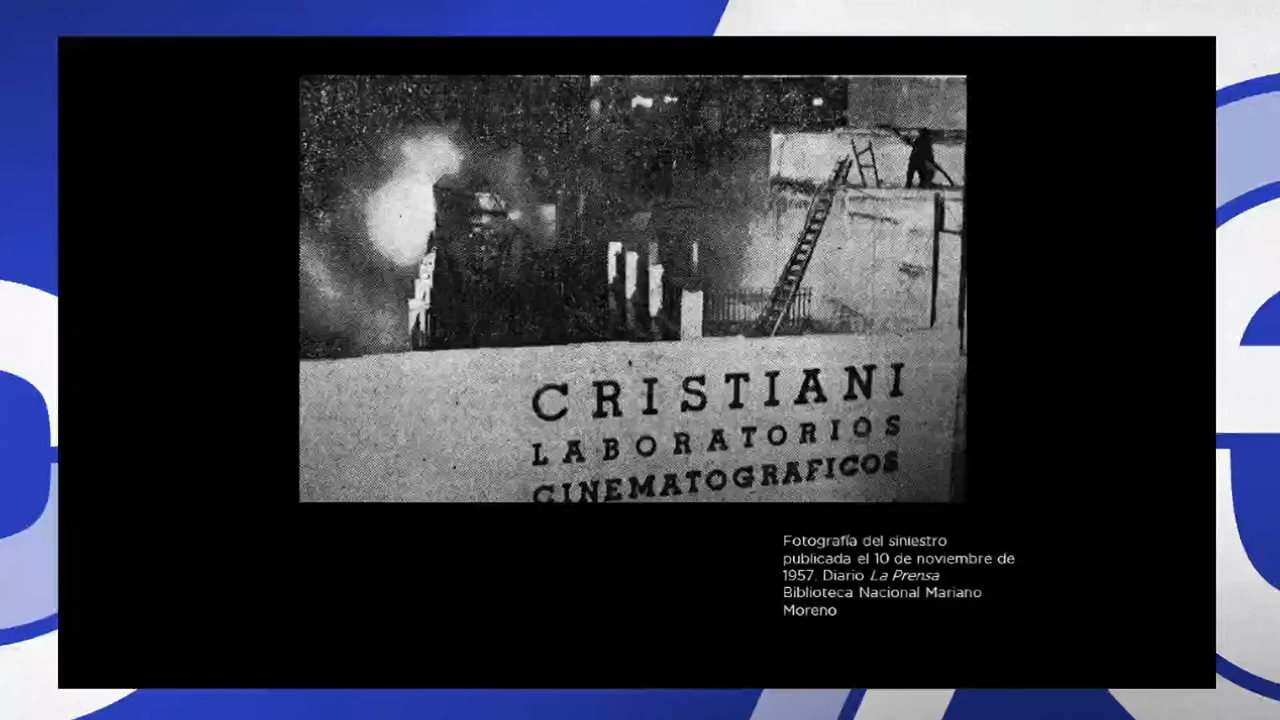 CRISTIANI
LABORATORIOS
CINEMATOGRAFICOS
Fotografía del siniestro
publicada el 10 de noviembre de
1957. Diario La Prensa
Biblioteca Nacional Mariano
Moreno